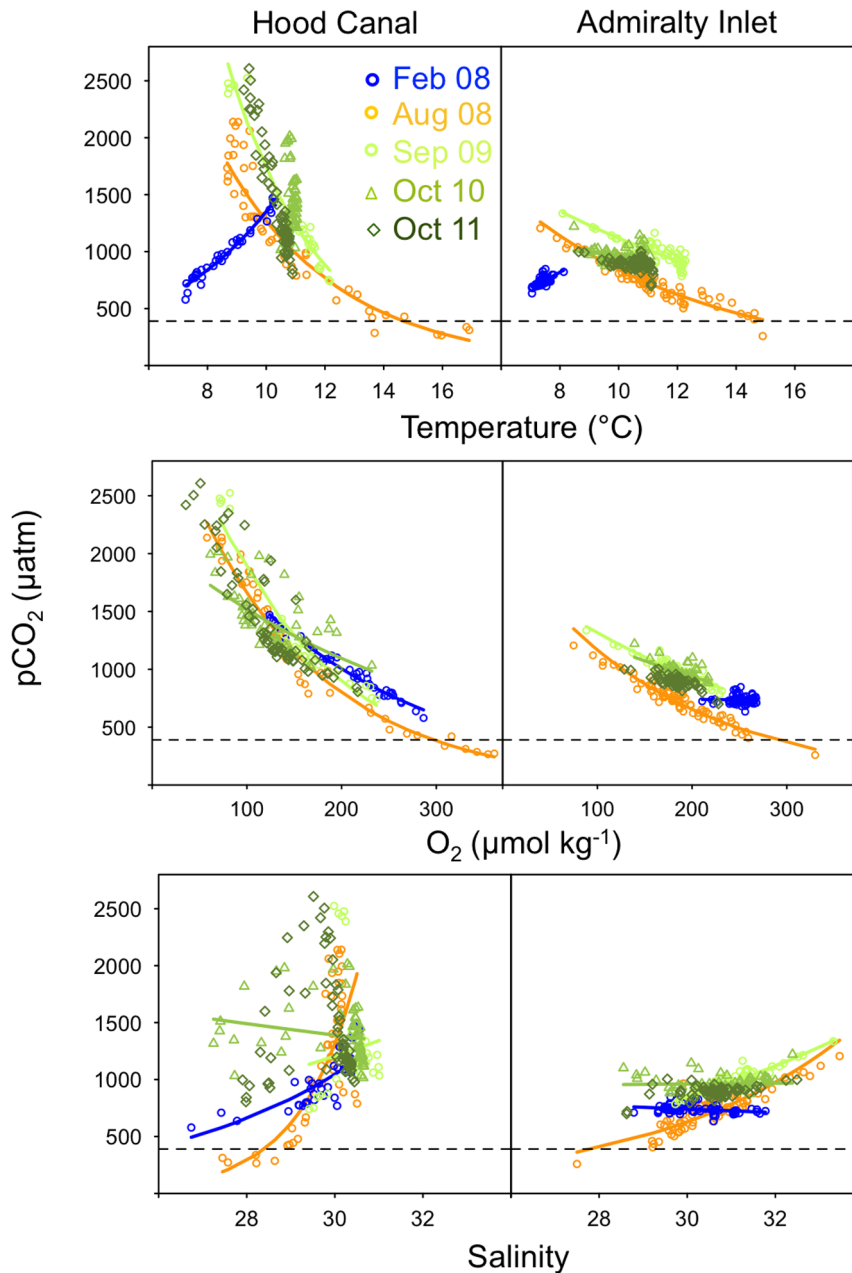 Hood Canal Admiralty Inlet
2500
2000
1500
1000
500
Feb 08
Aug 08
Sep 09
Oct 10
Oct 11
8 10 12 14 16 8 10 12 14 16
Temperature (°C)
pCO₂ (µatm)
2500
2000
1500
1000
500
100 200 300 100 200 300
O₂ (µmol kg⁻¹)
2500
2000
1500
1000
500
28 30 32 28 30 32
Salinity